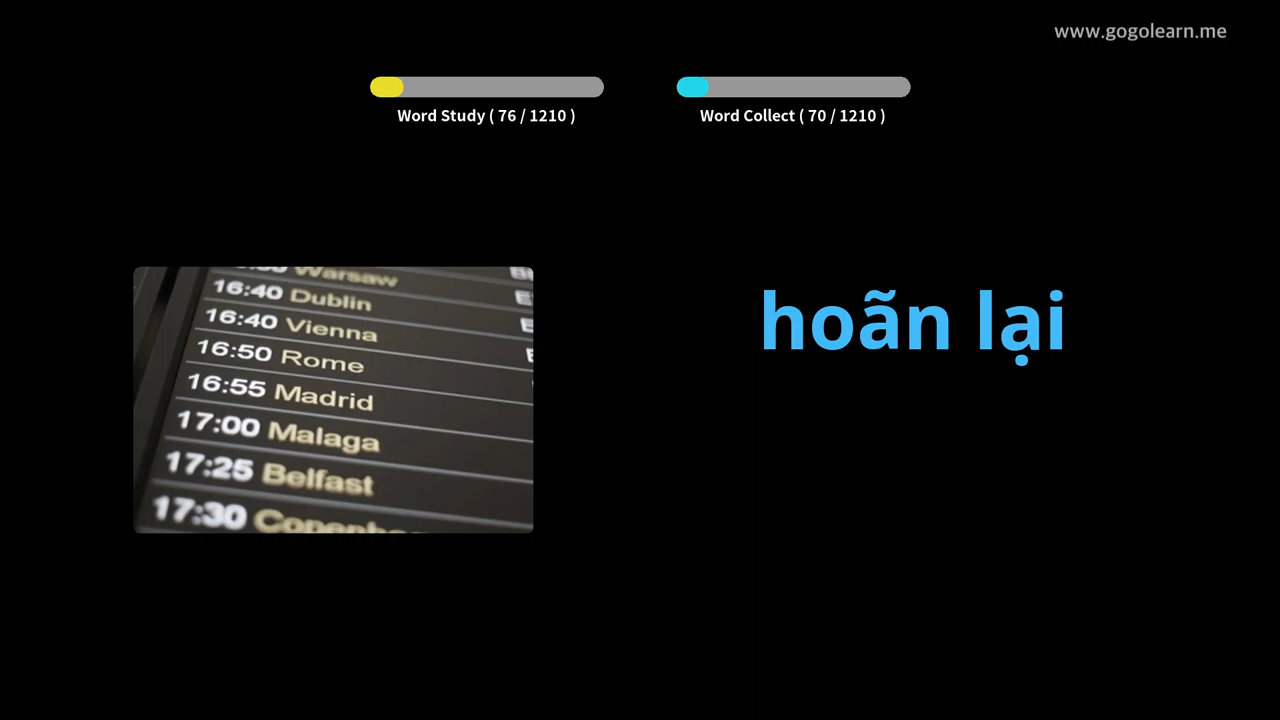 www.gogolearn.me
Word Study ( 76 / 1210 )
Word Collect ( 70 / 1210 )
Warsaw
16:40 Dublin
16:40 Vienna
16:50 Rome
16:55 Madrid
17:00 Malaga
17:25 Belfast
17:30
hoãn lại